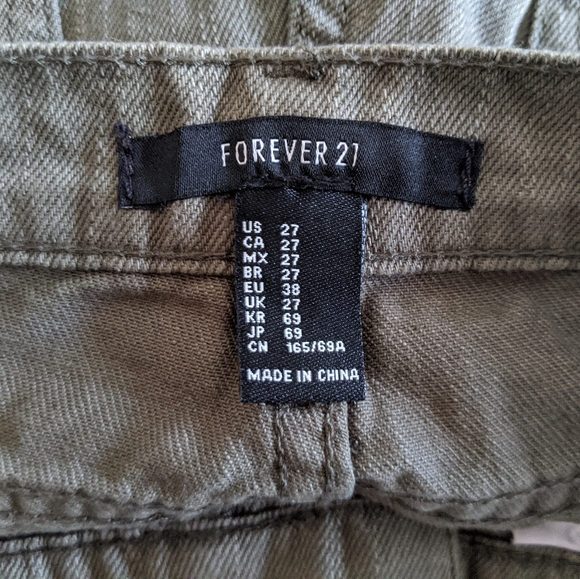 FOREVER 21
US 27
CA 27
MX 27
BR 27
EU 38
UK 27
KR 69
JP 69
CN 165/69A
MADE IN CHINA